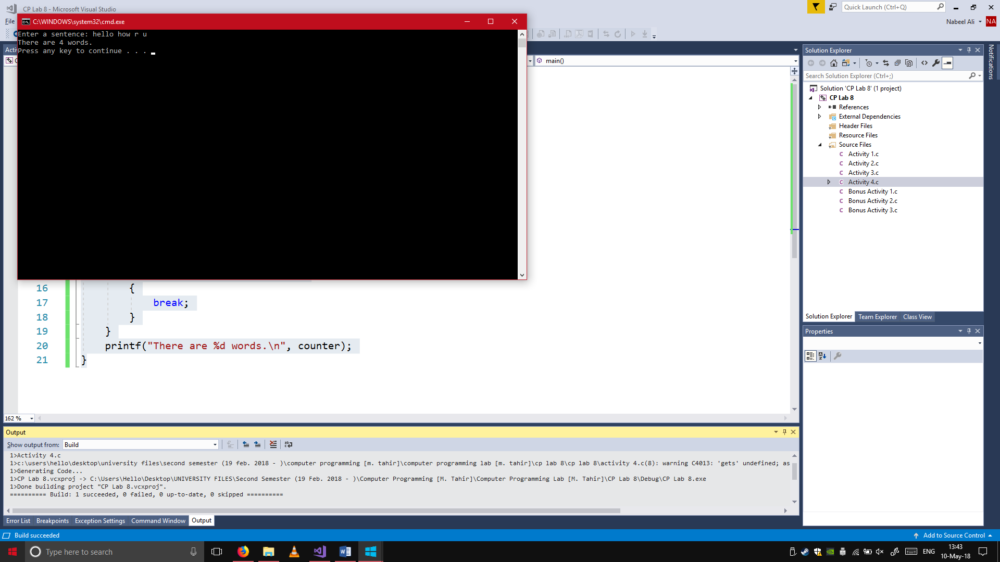 CP Lab 8 - Microsoft Visual Studio
Quick Launch (Ctrl+Q)
File
Nabeel Ali
NA
C:\WINDOWS\system32\cmd.exe
Enter a sentence: hello how r u
There are 4 words.
Press any key to continue . . .
Acti
main()
16 {
17 break;
18 }
19 }
20 printf("There are %d words.\n", counter);
21 }
162 %
Solution Explorer
Search Solution Explorer (Ctrl+;)
Solution 'CP Lab 8' (1 project)
CP Lab 8
References
External Dependencies
Header Files
Resource Files
Source Files
Activity 1.c
Activity 2.c
Activity 3.c
Activity 4.c
Bonus Activity 1.c
Bonus Activity 2.c
Bonus Activity 3.c
Solution Explorer Team Explorer Class View
Properties
Notifications
Output
Show output from: Build
1>Activity 4.c
1>c:\users\hello\desktop\university files\second semester (19 feb. 2018 - )\computer programming [m. tahir]\computer programming lab [m. tahir]\cp lab 8\cp lab 8\activity 4.c(8): warning C4013: 'gets' undefined; as
1>Generating Code...
1>CP Lab 8.vcxproj -> C:\Users\Hello\Desktop\UNIVERSITY FILES\Second Semester (19 Feb. 2018 - )\Computer Programming [M. Tahir]\Computer Programming Lab [M. Tahir]\CP Lab 8\Debug\CP Lab 8.exe
1>Done building project "CP Lab 8.vcxproj".
========== Build: 1 succeeded, 0 failed, 0 up-to-date, 0 skipped ==========
Error List Breakpoints Exception Settings Command Window Output
Build succeeded
Add to Source Control
Type here to search
ENG
13:43
10-May-18